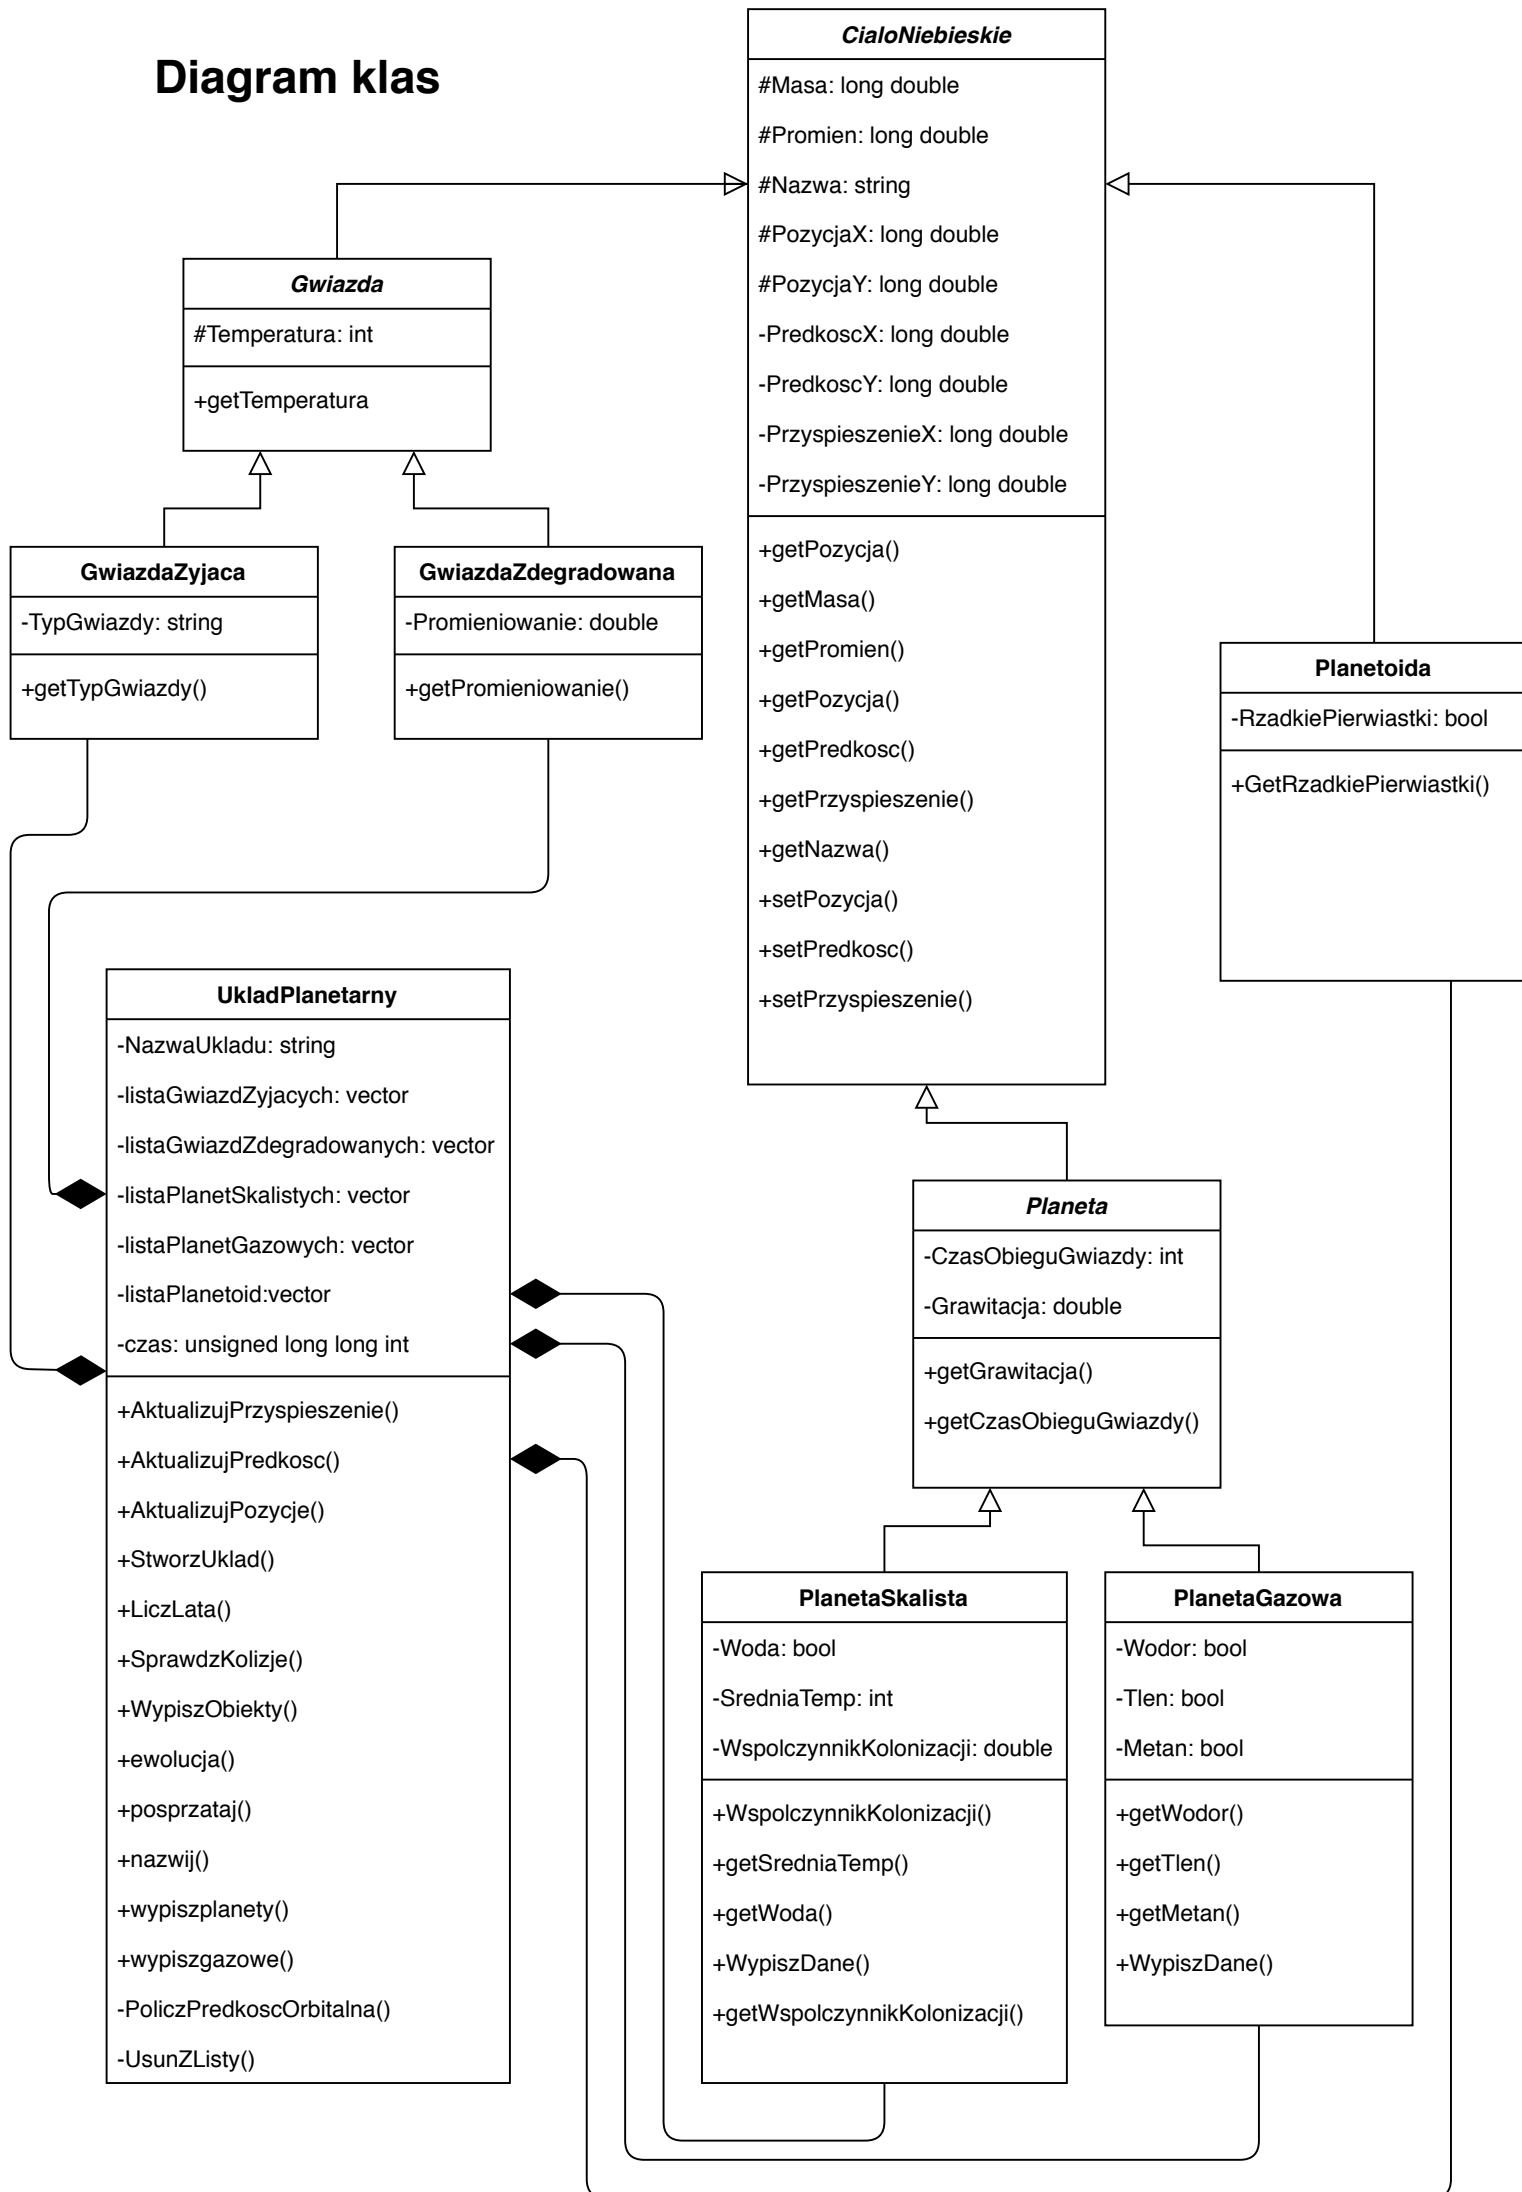 Diagram klas
CialoNiebieskie
#Masa: long double
#Promien: long double
#Nazwa: string
#PozycjaX: long double
#PozycjaY: long double
-PredkoscX: long double
-PredkoscY: long double
-PrzyspieszenieX: long double
-PrzyspieszenieY: long double
+getPozycja()
+getMasa()
+getPromien()
+getPozycja()
+getPredkosc()
+getPrzyspieszenie()
+getNazwa()
+setPozycja()
+setPredkosc()
+setPrzyspieszenie()
Gwiazda
#Temperatura: int
+getTemperatura
GwiazdaZyjaca
-TypGwiazdy: string
+getTypGwiazdy()
GwiazdaZdegradowana
-Promieniowanie: double
+getPromieniowanie()
Planetoida
-RzadkiePierwiastki: bool
+GetRzadkiePierwiastki()
UkladPlanetarny
-NazwaUkladu: string
-listaGwiazdZyjacych: vector
-listaGwiazdZdegradowanych: vector
-listaPlanetSkalistych: vector
-listaPlanetGazowych: vector
-listaPlanetoid:vector
-czas: unsigned long long int
+AktualizujPrzyspieszenie()
+AktualizujPredkosc()
+AktualizujPozycje()
+StworzUklad()
+LiczLata()
+SprawdzKolizje()
+WypiszObiekty()
+ewolucja()
+posprzataj()
+nazwij()
+wypiszplanety()
+wypiszgazowe()
-PoliczPredkoscOrbitalna()
-UsunZListy()
Planeta
-CzasObieguGwiazdy: int
-Grawitacja: double
+getGrawitacja()
+getCzasObieguGwiazdy()
PlanetaSkalista
-Woda: bool
-SredniaTemp: int
-WspolczynnikKolonizacji: double
+WspolczynnikKolonizacji()
+getSredniaTemp()
+getWoda()
+WypiszDane()
+getWspolczynnikKolonizacji()
PlanetaGazowa
-Wodor: bool
-Tlen: bool
-Metan: bool
+getWodor()
+getTlen()
+getMetan()
+WypiszDane()